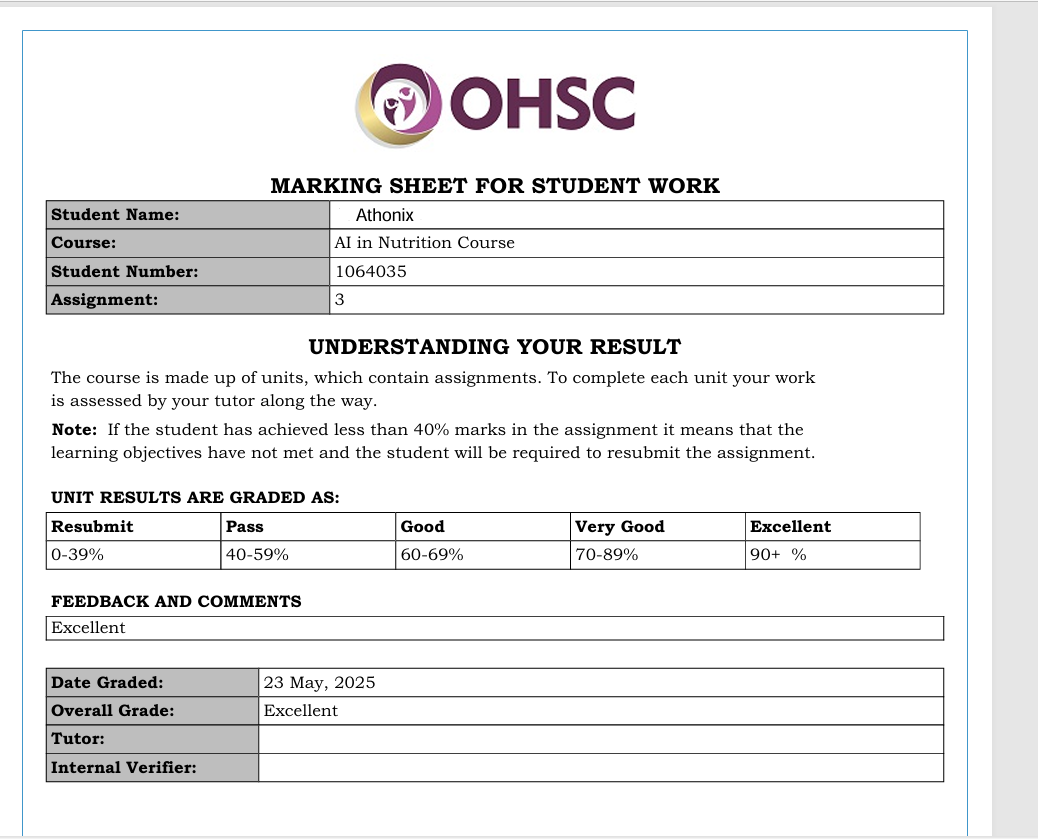 OHSC
MARKING SHEET FOR STUDENT WORK
Student Name: Athonix
Course: AI in Nutrition Course
Student Number: 1064035
Assignment: 3
UNDERSTANDING YOUR RESULT
The course is made up of units, which contain assignments. To complete each unit your work
is assessed by your tutor along the way.
Note: If the student has achieved less than 40% marks in the assignment it means that the
learning objectives have not met and the student will be required to resubmit the assignment.
UNIT RESULTS ARE GRADED AS:
Resubmit Pass Good Very Good Excellent
0-39% 40-59% 60-69% 70-89% 90+ %
FEEDBACK AND COMMENTS
Excellent
Date Graded: 23 May, 2025
Overall Grade: Excellent
Tutor:
Internal Verifier: